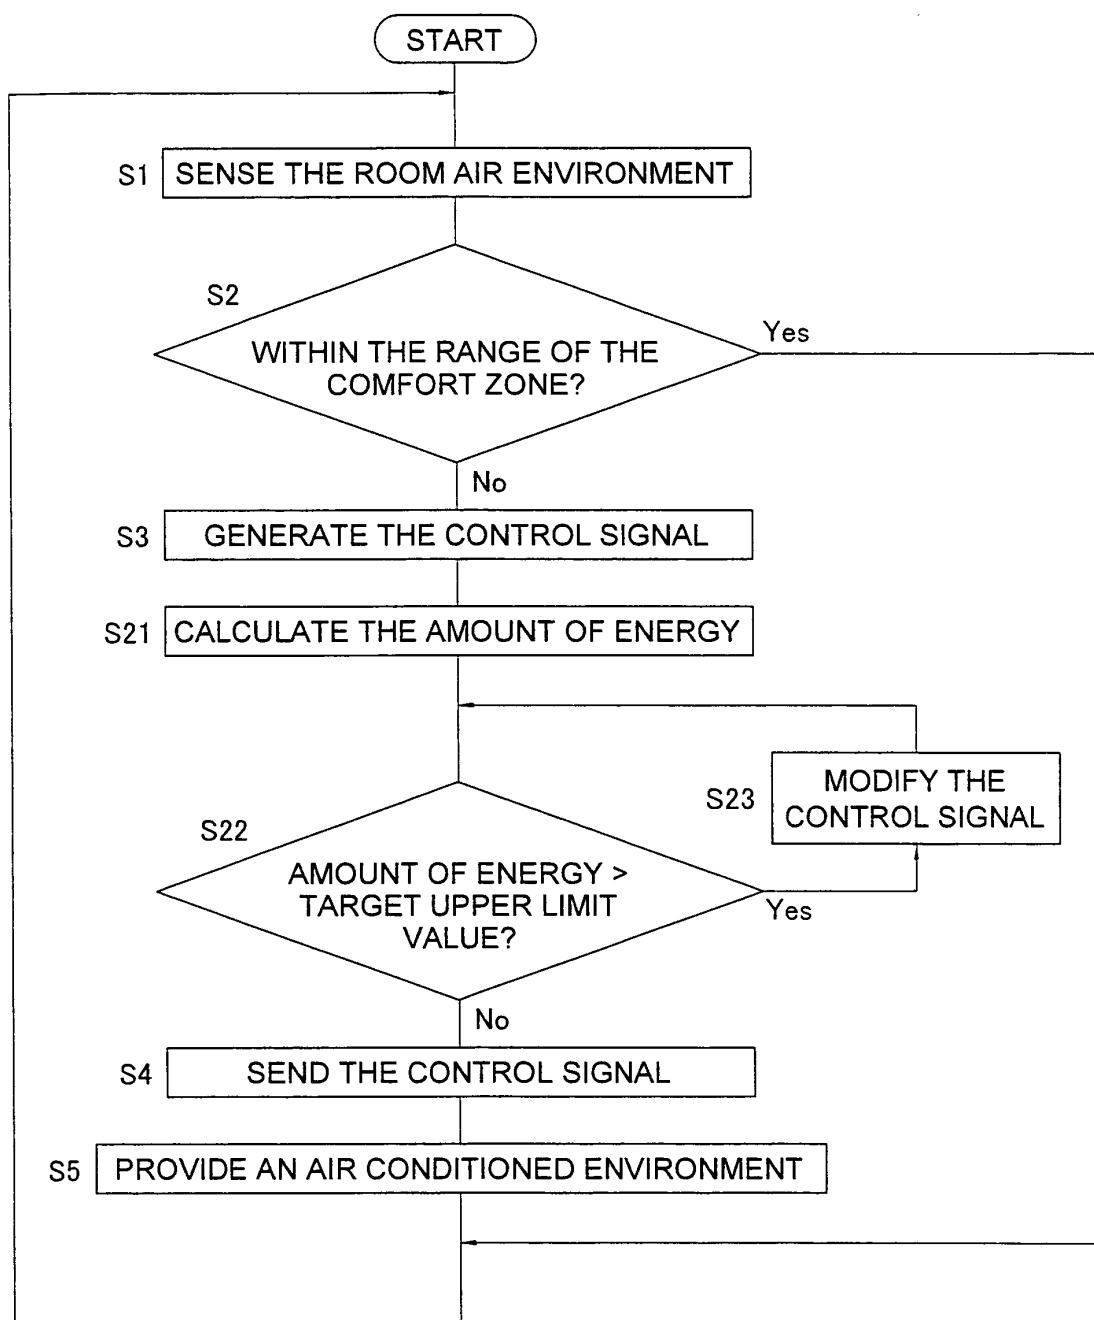 START
S1
SENSE THE ROOM AIR ENVIRONMENT
S2
Yes
WITHIN THE RANGE OF THE
COMFORT ZONE?
No
S3
GENERATE THE CONTROL SIGNAL
S21
CALCULATE THE AMOUNT OF ENERGY
S23
MODIFY THE
CONTROL SIGNAL
S22
AMOUNT OF ENERGY >
TARGET UPPER LIMIT
VALUE?
Yes
No
S4
SEND THE CONTROL SIGNAL
S5
PROVIDE AN AIR CONDITIONED ENVIRONMENT